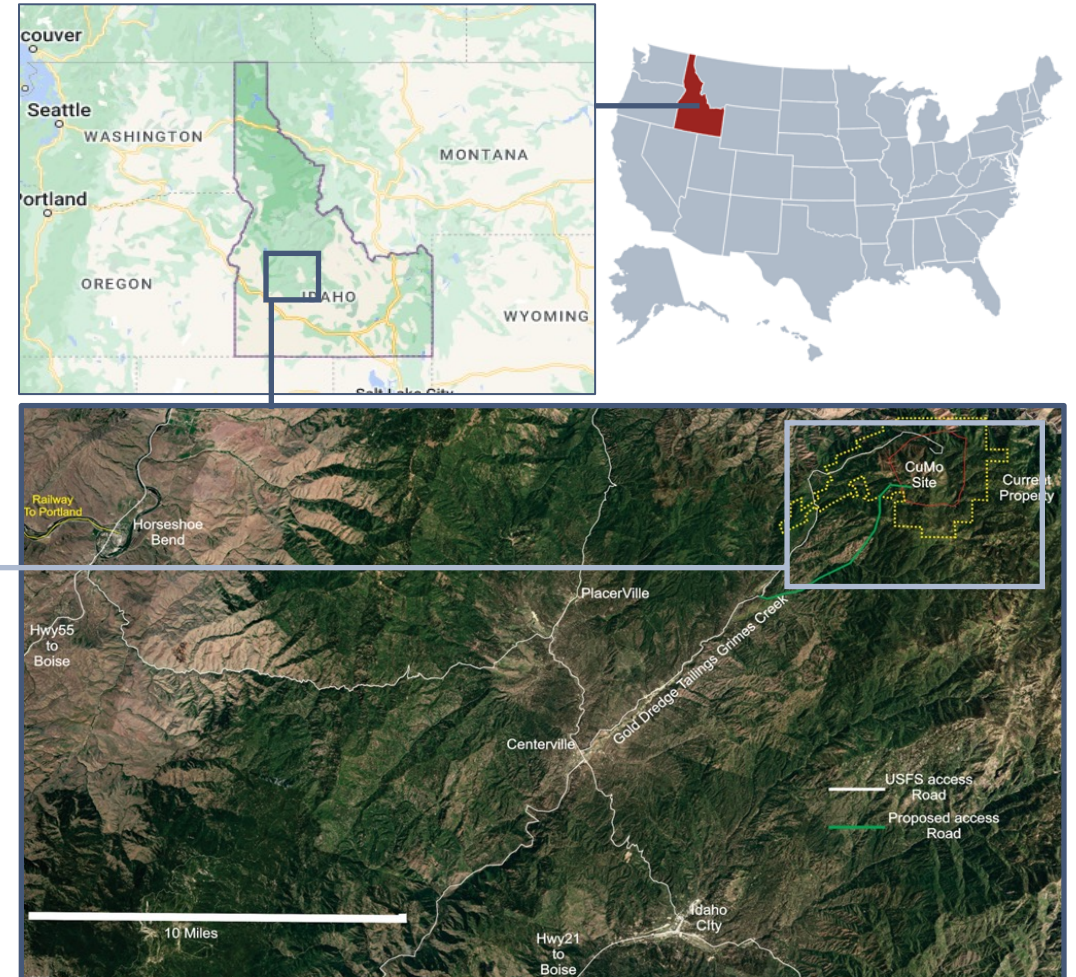 couver
Seattle
WASHINGTON
MONTANA
Portland
OREGON
IDAHO
WYOMING
Salt Lake City
CuMo
Site
Current
Property
Railway
To Portland
Horseshoe
Bend
PlacerVille
Hwy55
to
Boise
Gold Dredge Tailings Grimes Creek
Centerville
USFS access
Road
Proposed access
Road
10 Miles
Idaho
CIty
Hwy21
to
Boise